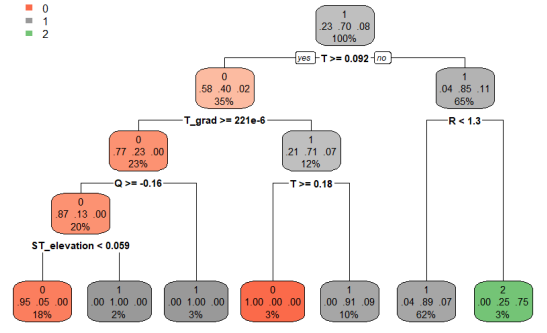 0
1
2
1
.23 .70 .08
100%
yes T >= 0.092 no
0
.58 .40 .02
35%
1
.04 .85 .11
65%
T_grad >= 221e-6
R < 1.3
0
.77 .23 .00
23%
1
.21 .71 .07
12%
Q >= -0.16
T >= 0.18
0
.87 .13 .00
20%
ST_elevation < 0.059
0
.95 .05 .00
18%
1
.00 1.00 .00
2%
1
.00 1.00 .00
3%
0
1.00 .00 .00
3%
1
.00 .91 .09
10%
1
.04 .89 .07
62%
2
.00 .25 .75
3%